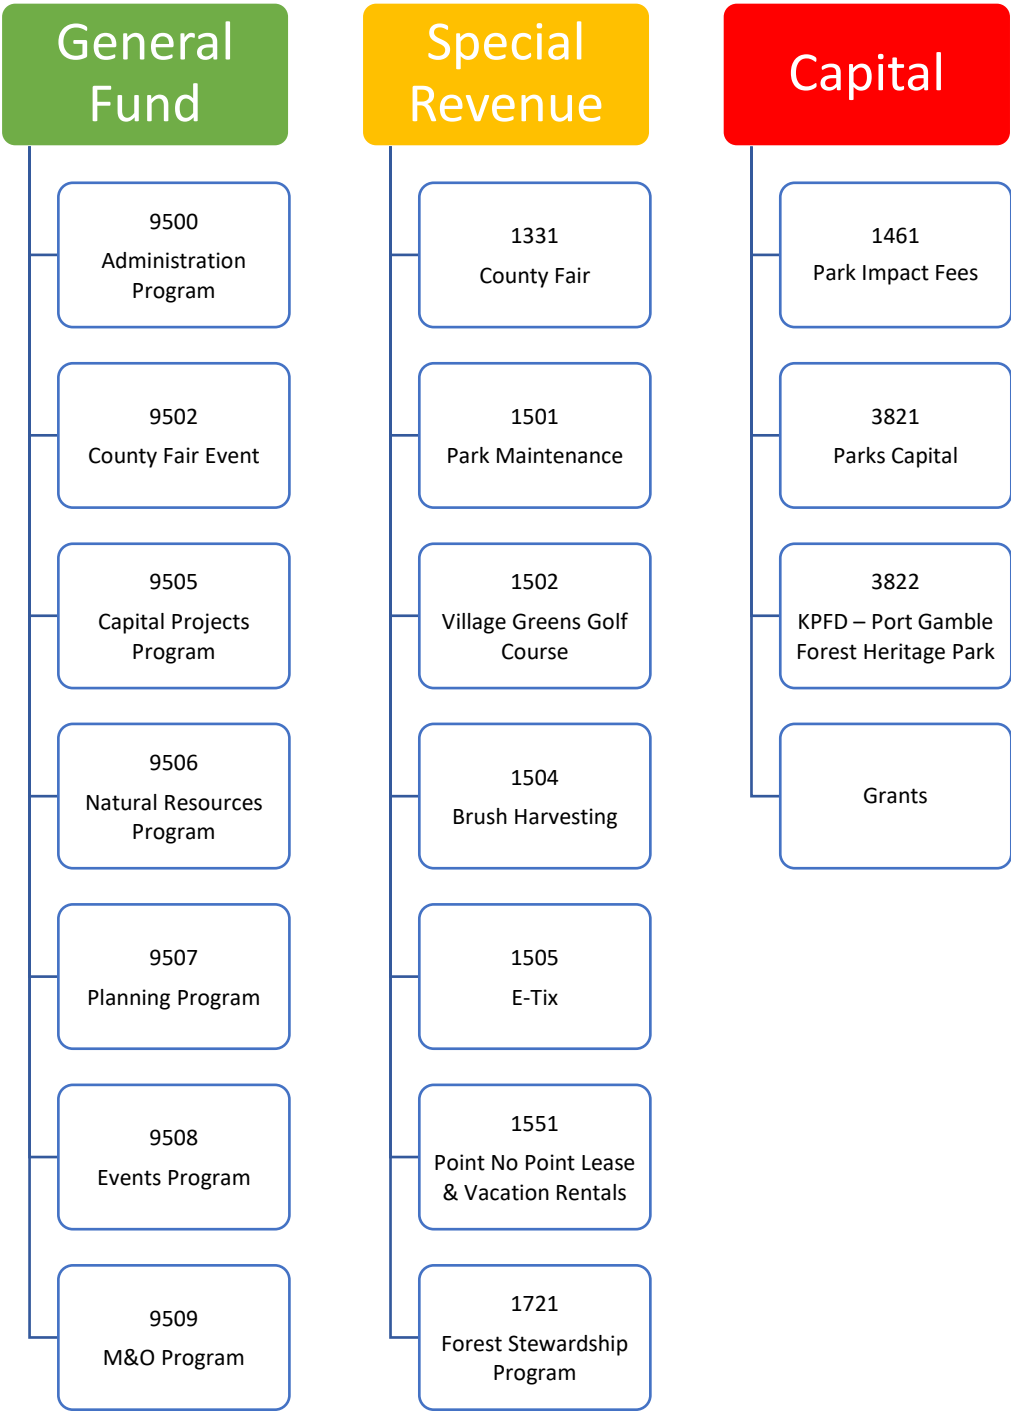 General
Fund
9500
Administration
Program
9502
County Fair Event
9505
Capital Projects
Program
9506
Natural Resources
Program
9507
Planning Program
9508
Events Program
9509
M&O Program
Special
Revenue
1331
County Fair
1501
Park Maintenance
1502
Village Greens Golf
Course
1504
Brush Harvesting
1505
E-Tix
1551
Point No Point Lease
& Vacation Rentals
1721
Forest Stewardship
Program
Capital
1461
Park Impact Fees
3821
Parks Capital
3822
KPFD – Port Gamble
Forest Heritage Park
Grants